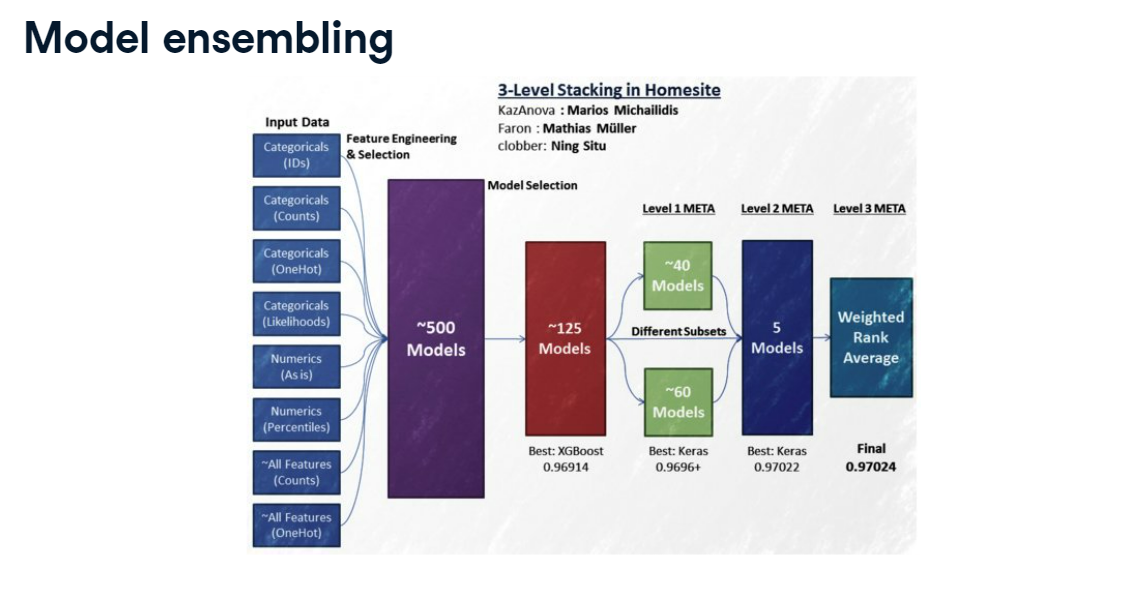 Model ensembling
3-Level Stacking in Homesite
KazAnova : Marios Michailidis
Faron : Mathias Müller
clobber: Ning Situ
Input Data
Categoricals
(IDs)
Categoricals
(Counts)
Categoricals
(OneHot)
Categoricals
(Likelihoods)
Numerics
(As is)
Numerics
(Percentiles)
~All Features
(Counts)
~All Features
(OneHot)
Feature Engineering
& Selection
~500
Models
Model Selection
~125
Models
Best: XGBoost
0.96914
Level 1 META
~40
Models
Different Subsets
~60
Models
Best: Keras
0.9696+
Level 2 META
5
Models
Best: Keras
0.97022
Level 3 META
Weighted
Rank
Average
Final
0.97024